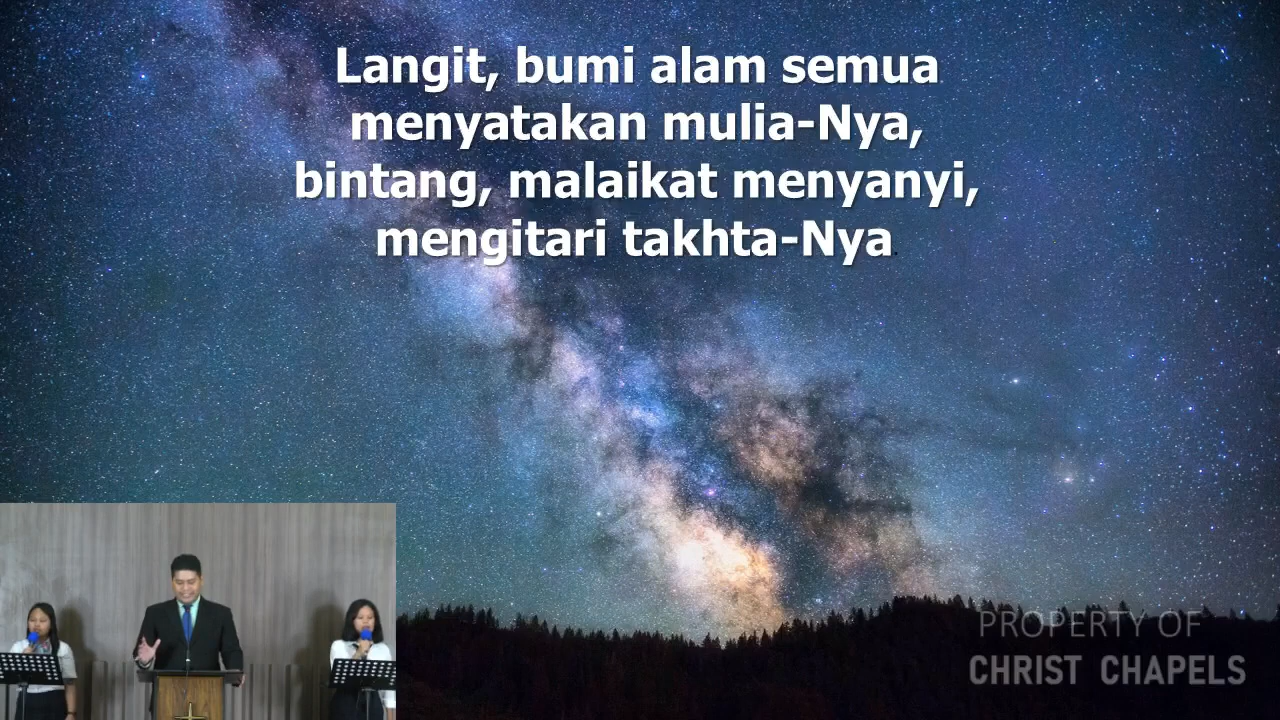 Langit, bumi alam semua
menyatakan mulia-Nya,
bintang, malaikat menyanyi,
mengitari takhta-Nya.
PROPERTY OF
CHRIST CHAPELS